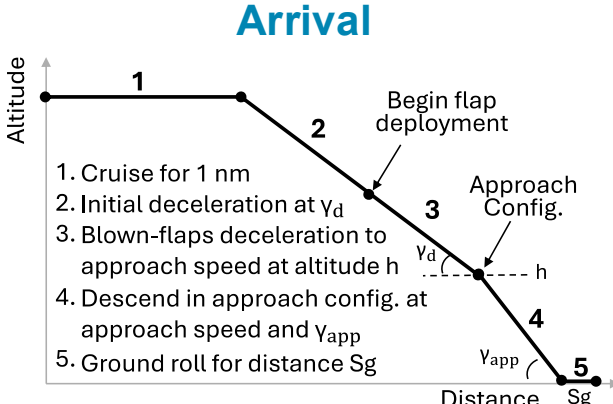 Arrival
Altitude
1
2
Begin flap
deployment
3
Approach
Config.
1. Cruise for 1 nm
2. Initial deceleration at γd
3. Blown-flaps deceleration to
approach speed at altitude h
4. Descend in approach config. at
approach speed and γapp
5. Ground roll for distance Sg
γd
h
4
γapp
5
Distance
Sg